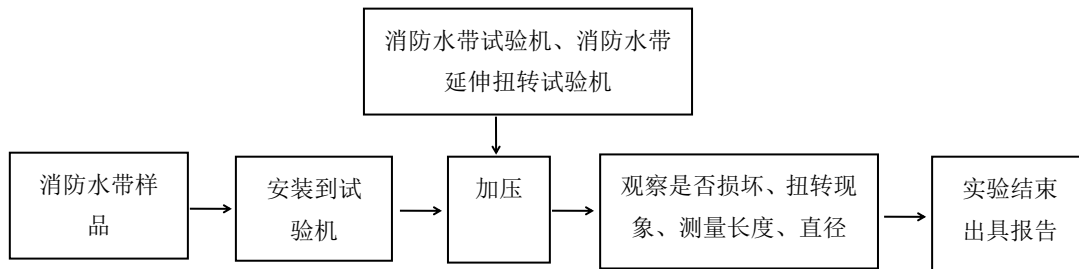 消防水带试验机、消防水带
延伸扭转试验机
消防水带样
品
安装到试
验机
加压
观察是否损坏、扭转现
象、测量长度、直径
实验结束
出具报告